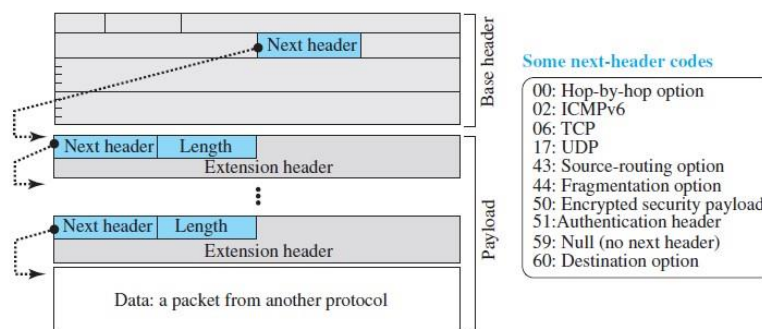 Next header
Base header
Next header Length
Extension header
Next header Length
Extension header
Data: a packet from another protocol
Payload
Some next-header codes
00: Hop-by-hop option
02: ICMPv6
06: TCP
17: UDP
43: Source-routing option
44: Fragmentation option
50: Encrypted security payload
51:Authentication header
59: Null (no next header)
60: Destination option